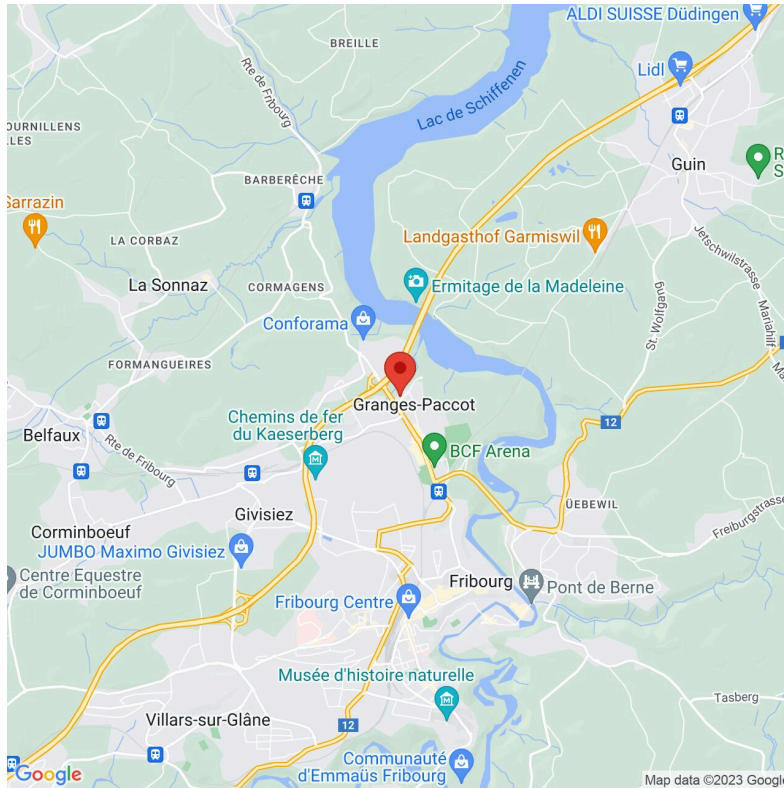 ALDI SUISSE Düdingen
BREILLE
Rte de Fribourg
Lidl
Lac de Schiffenen
OURNILLENS
LLES
Guin
R
S
BARBERÊCHE
Sarrazin
LA CORBAZ
Landgasthof Garmiswil
Jetschwilstrasse
Mariahilf
La Sonnaz
CORMAGENS
Ermitage de la Madeleine
St. Wolfgang
Conforama
FORMANGUEIRES
Granges-Paccot
Chemins de fer
du Kaeserberg
12
Belfaux
Rte de Fribourg
BCF Arena
ÜEBEWIL
Freiburgstrasse
Givisiez
Corminboeuf
JUMBO Maximo Givisiez
Centre Equestre
de Corminboeuf
Fribourg
Pont de Berne
Fribourg Centre
Musée d'histoire naturelle
Tasberg
Villars-sur-Glâne
12
Communauté
d'Emmaüs Fribourg
Google
Map data ©2023 Google